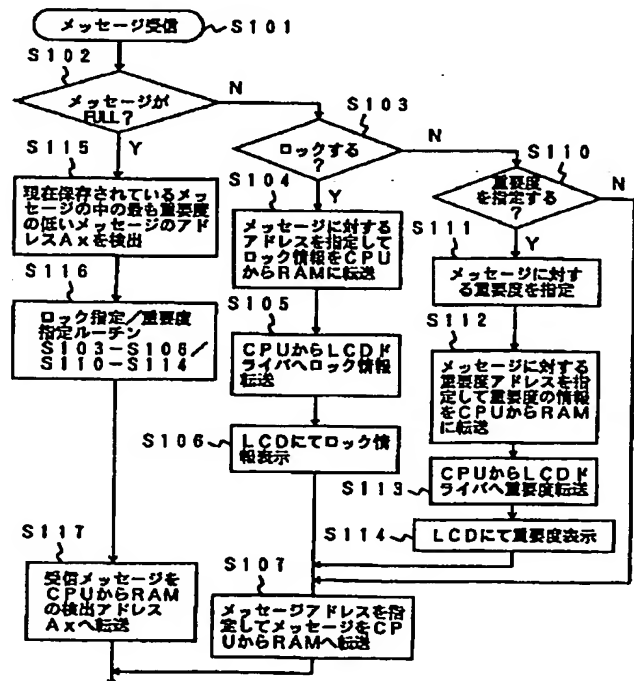 メッセージ受信
S101
S102
メッセージが
FULL?
N
Y
S103
ロックする
?
N
Y
S110
重要度
を指定する
?
N
Y
S115
現在保存されているメッ
セージの中の最も重要度
の低いメッセージのアド
レスAxを検出
S104
メッセージに対する
アドレスを指定して
ロック情報をCPU
からRAMに転送
S111
メッセージに対す
る重要度を指定
S116
ロック指定/重要度
指定ルーチン
S103-S106/
S110-S114
S105
CPUからLCDド
ライバへロック情報
転送
S112
メッセージに対する
重要度アドレスを指
定して重要度の情報
をCPUからRAM
に転送
S106
LCDにてロック情
報表示
S113
CPUからLCDド
ライバへ重要度転送
S114
LCDにて重要度表示
S117
受信メッセージを
CPUからRAM
の検出アドレス
Axへ転送
S107
メッセージアドレスを指
定してメッセージをCP
UからRAMへ転送